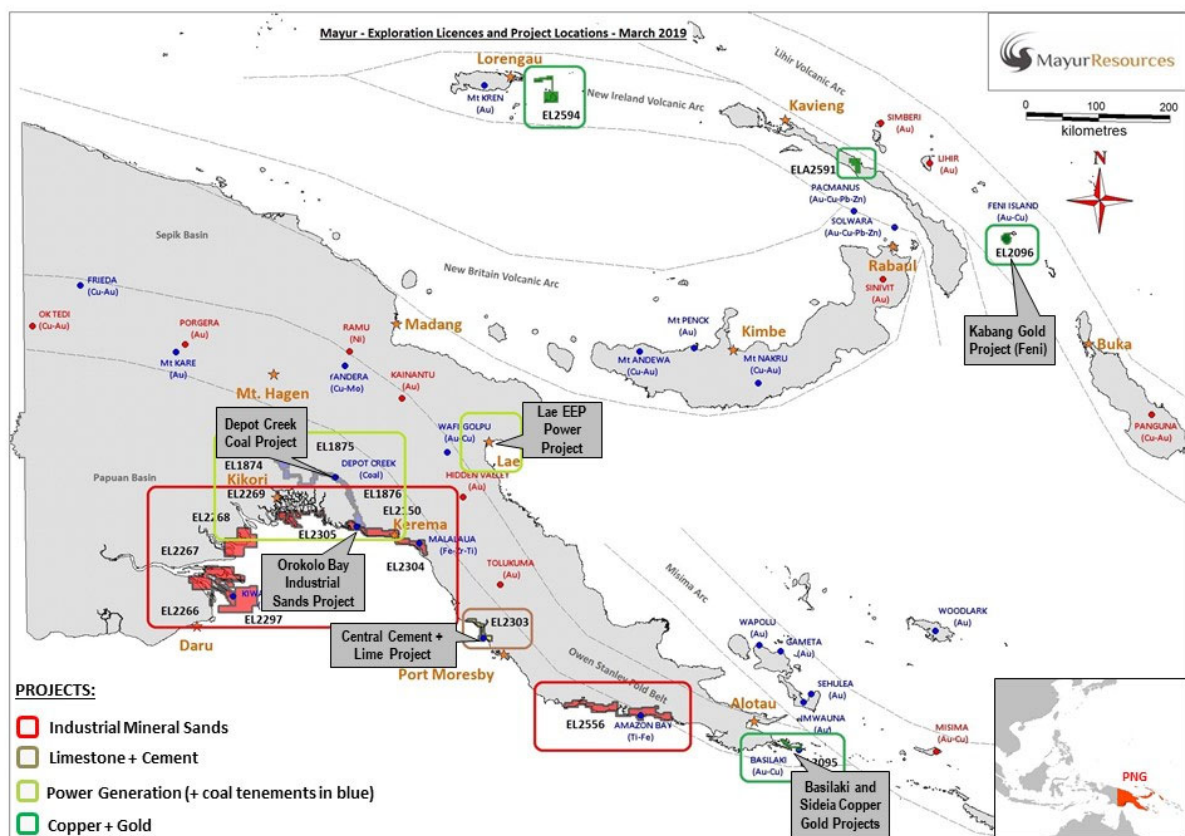 Mayur - Exploration Licences and Project Locations - March 2019
MayurResources
0 100 200
kilometres
N
Lorengau
Mt KREN
(Au)
EL2594
New Ireland Volcanic Arc
Lihir Volcanic Arc
Kavieng
SIMBERI
(Au)
LIHIR
(Au)
ELA2591
PACMANUS
(Au-Cu-Pb-Zn)
SOLWARA
(Au-Cu-Pb-Zn)
FENI ISLAND
(Au-Cu)
EL2096
Rabaul
SINIVIT
(Au)
Kabang Gold
Project (Feni)
Sepik Basin
New Britain Volcanic Arc
FRIEDA
(Cu-Au)
OK TEDI
(Cu-Au)
PORGERA
(Au)
Mt KARE
(Au)
RAMU
(Ni)
YANDERA
(Cu-Mo)
Madang
Mt. Hagen
KAINANTU
(Au)
Mt PENCK
(Au)
Kimbe
Mt ANDEWA
(Cu-Au)
Mt NAKRU
(Cu-Au)
Buka
PANGUNA
(Cu-Au)
Depot Creek
Coal Project
Lae EEP
Power
Project
WAFI GOLPU
(Au-Cu)
Lae
EL1875
EL1874
DEPOT CREEK
(Coal)
Papuan Basin
Kikori
EL2269
EL1876
HIDDEN VALLEY
(Au)
EL2150
EL2268
EL2305
Kerema
MALALAUA
(Fe-Zr-Ti)
EL2267
Orokolo Bay
Industrial
Sands Project
EL2304
TOLUKUMA
(Au)
EL2266
EL2297
Daru
EL2303
Central Cement +
Lime Project
Port Moresby
Misima Arc
WOODLARK
(Au)
WAPOLU
(Au)
GAMETA
(Au)
Owen Stanley Fold Belt
SEHULEA
(Au)
IMWAUNA
(Au)
Alotau
EL2556
AMAZON BAY
(Ti-Fe)
MISIMA
(Au-Cu)
BASILAKI
(Au-Cu)
Basilaki and
Sideia Copper
Gold Projects
PROJECTS:
Industrial Mineral Sands
Limestone + Cement
Power Generation (+ coal tenements in blue)
Copper + Gold
PNG